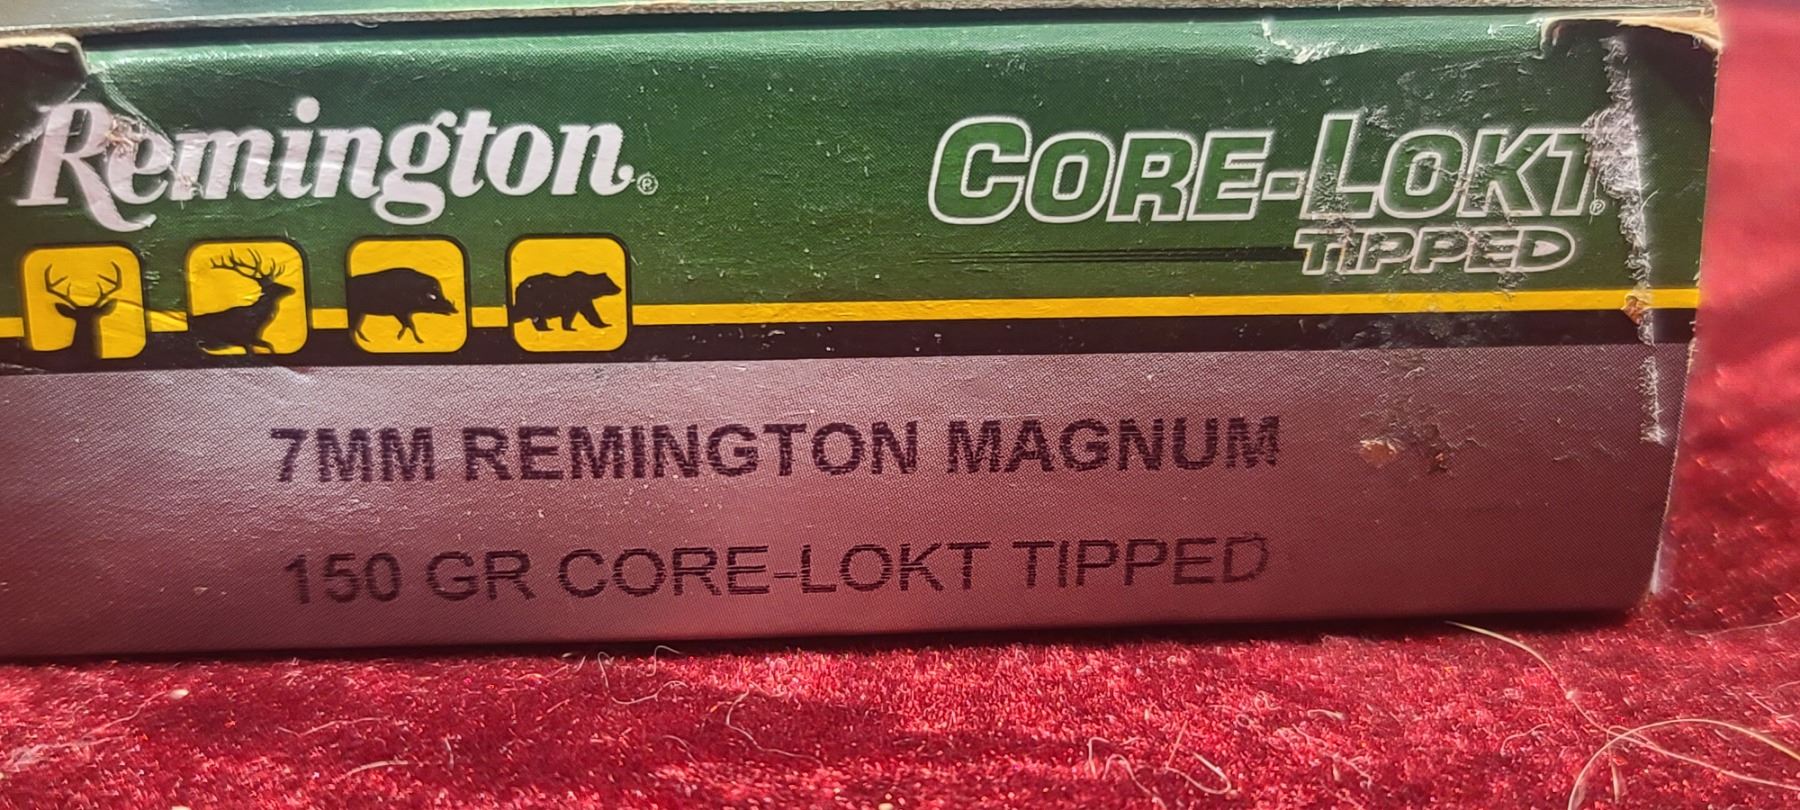 Remington®
CORE-LOKT®
TIPPED
7MM REMINGTON MAGNUM
150 GR CORE-LOKT TIPPED